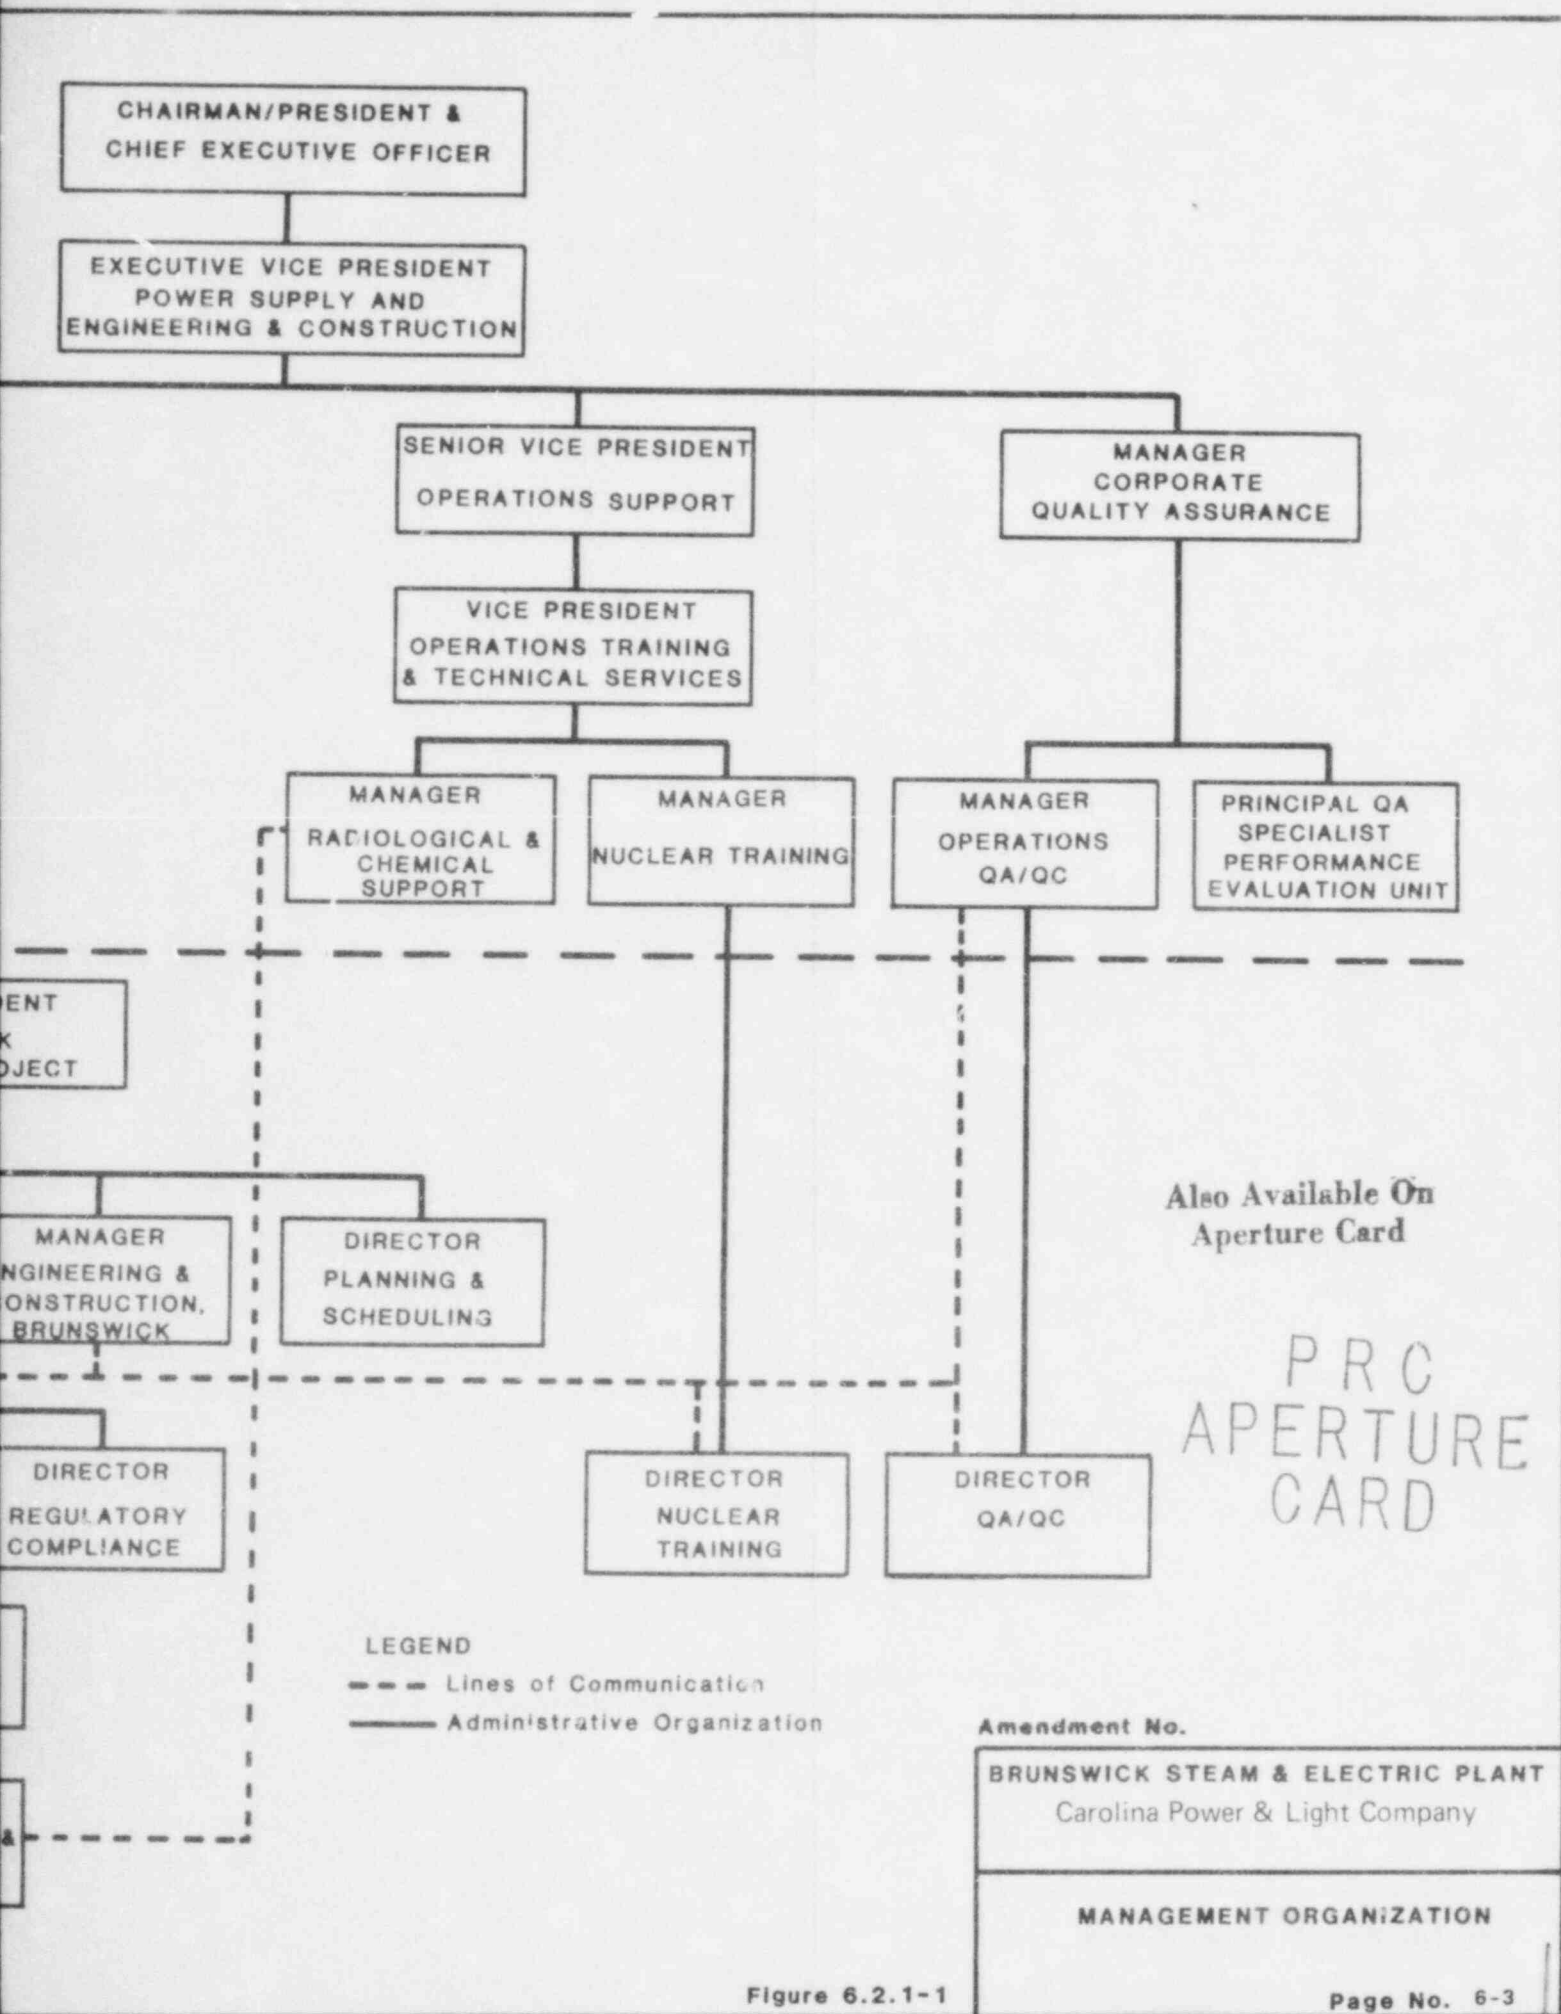 CHAIRMAN/PRESIDENT &
CHIEF EXECUTIVE OFFICER
EXECUTIVE VICE PRESIDENT
POWER SUPPLY AND
ENGINEERING & CONSTRUCTION
SENIOR VICE PRESIDENT
OPERATIONS SUPPORT
MANAGER
CORPORATE
QUALITY ASSURANCE
VICE PRESIDENT
OPERATIONS TRAINING
& TECHNICAL SERVICES
MANAGER
RADIOLOGICAL &
CHEMICAL
SUPPORT
MANAGER
NUCLEAR TRAINING
MANAGER
OPERATIONS
QA/QC
PRINCIPAL QA
SPECIALIST
PERFORMANCE
EVALUATION UNIT
ENT
K
OJECT
MANAGER
NGINEERING &
ONSTRUCTION,
BRUNSWICK
DIRECTOR
PLANNING &
SCHEDULING
Also Available On
Aperture Card
PRC
APERTURE
CARD
DIRECTOR
REGULATORY
COMPLIANCE
DIRECTOR
NUCLEAR
TRAINING
DIRECTOR
QA/QC
&
LEGEND
Lines of Communication
Administrative Organization
Amendment No.
BRUNSWICK STEAM & ELECTRIC PLANT
Carolina Power & Light Company
MANAGEMENT ORGANIZATION
Figure 6.2.1-1
Page No. 6-3